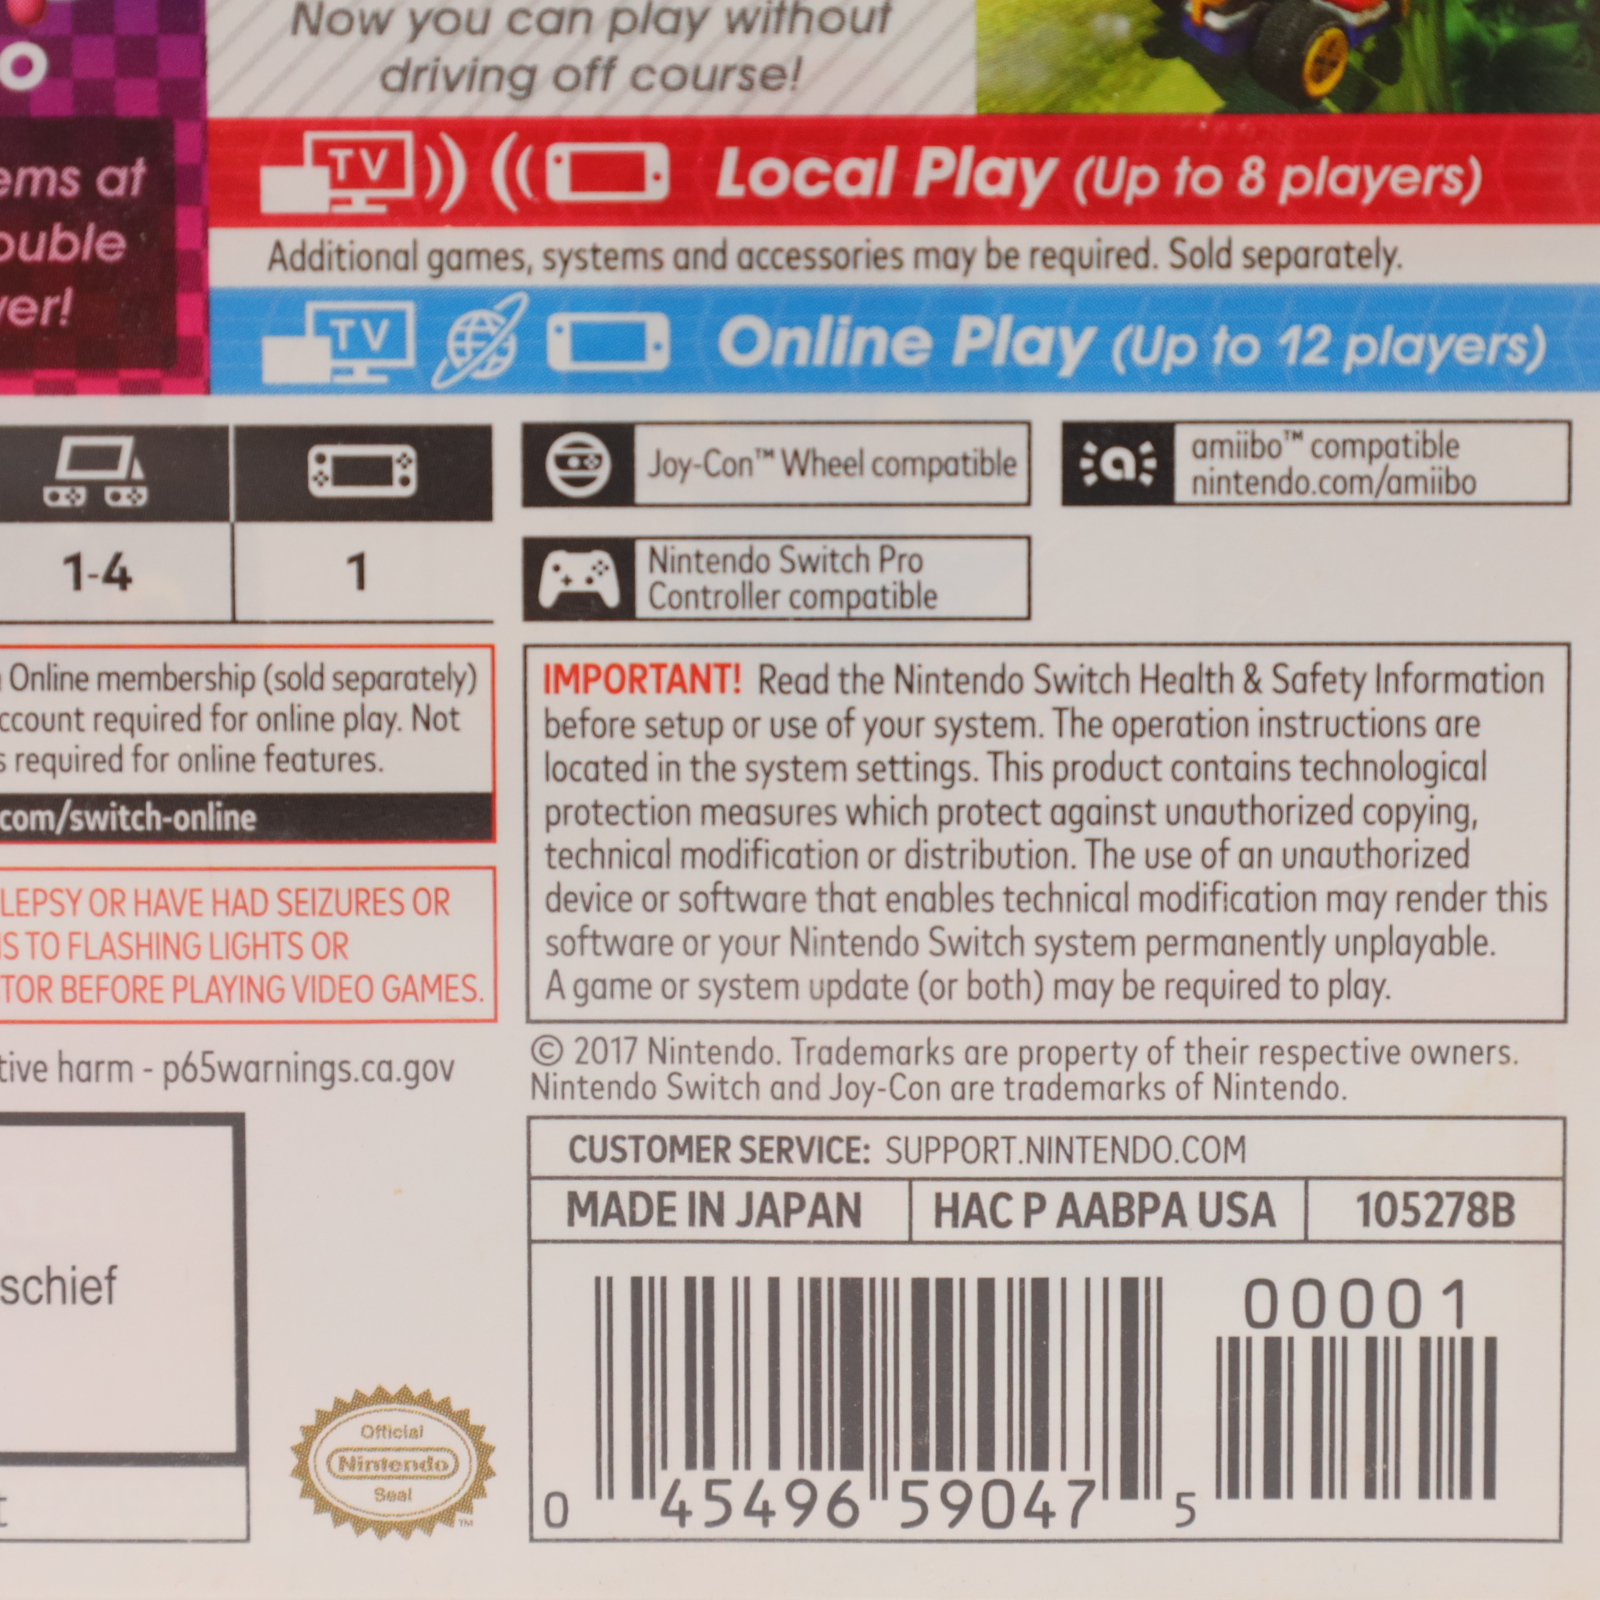 Now you can play without
driving off course!
o
ems at
ouble
ver!
TV Local Play (Up to 8 players)
Additional games, systems and accessories may be required. Sold separately.
TV Online Play (Up to 12 players)
1-4
1
Joy-Con™ Wheel compatible
amiibo™ compatible
nintendo.com/amiibo
Nintendo Switch Pro
Controller compatible
Online membership (sold separately)
ccount required for online play. Not
s required for online features.
com/switch-online
LEPSY OR HAVE HAD SEIZURES OR
NS TO FLASHING LIGHTS OR
TOR BEFORE PLAYING VIDEO GAMES.
tive harm - p65warnings.ca.gov
schief
t
Official
Nintendo
Seal
TM
IMPORTANT! Read the Nintendo Switch Health & Safety Information
before setup or use of your system. The operation instructions are
located in the system settings. This product contains technological
protection measures which protect against unauthorized copying,
technical modification or distribution. The use of an unauthorized
device or software that enables technical modification may render this
software or your Nintendo Switch system permanently unplayable.
A game or system update (or both) may be required to play.
© 2017 Nintendo. Trademarks are property of their respective owners.
Nintendo Switch and Joy-Con are trademarks of Nintendo.
CUSTOMER SERVICE: SUPPORT.NINTENDO.COM
MADE IN JAPAN
HAC P AABPA USA
105278B
00001
0 45496 59047 5